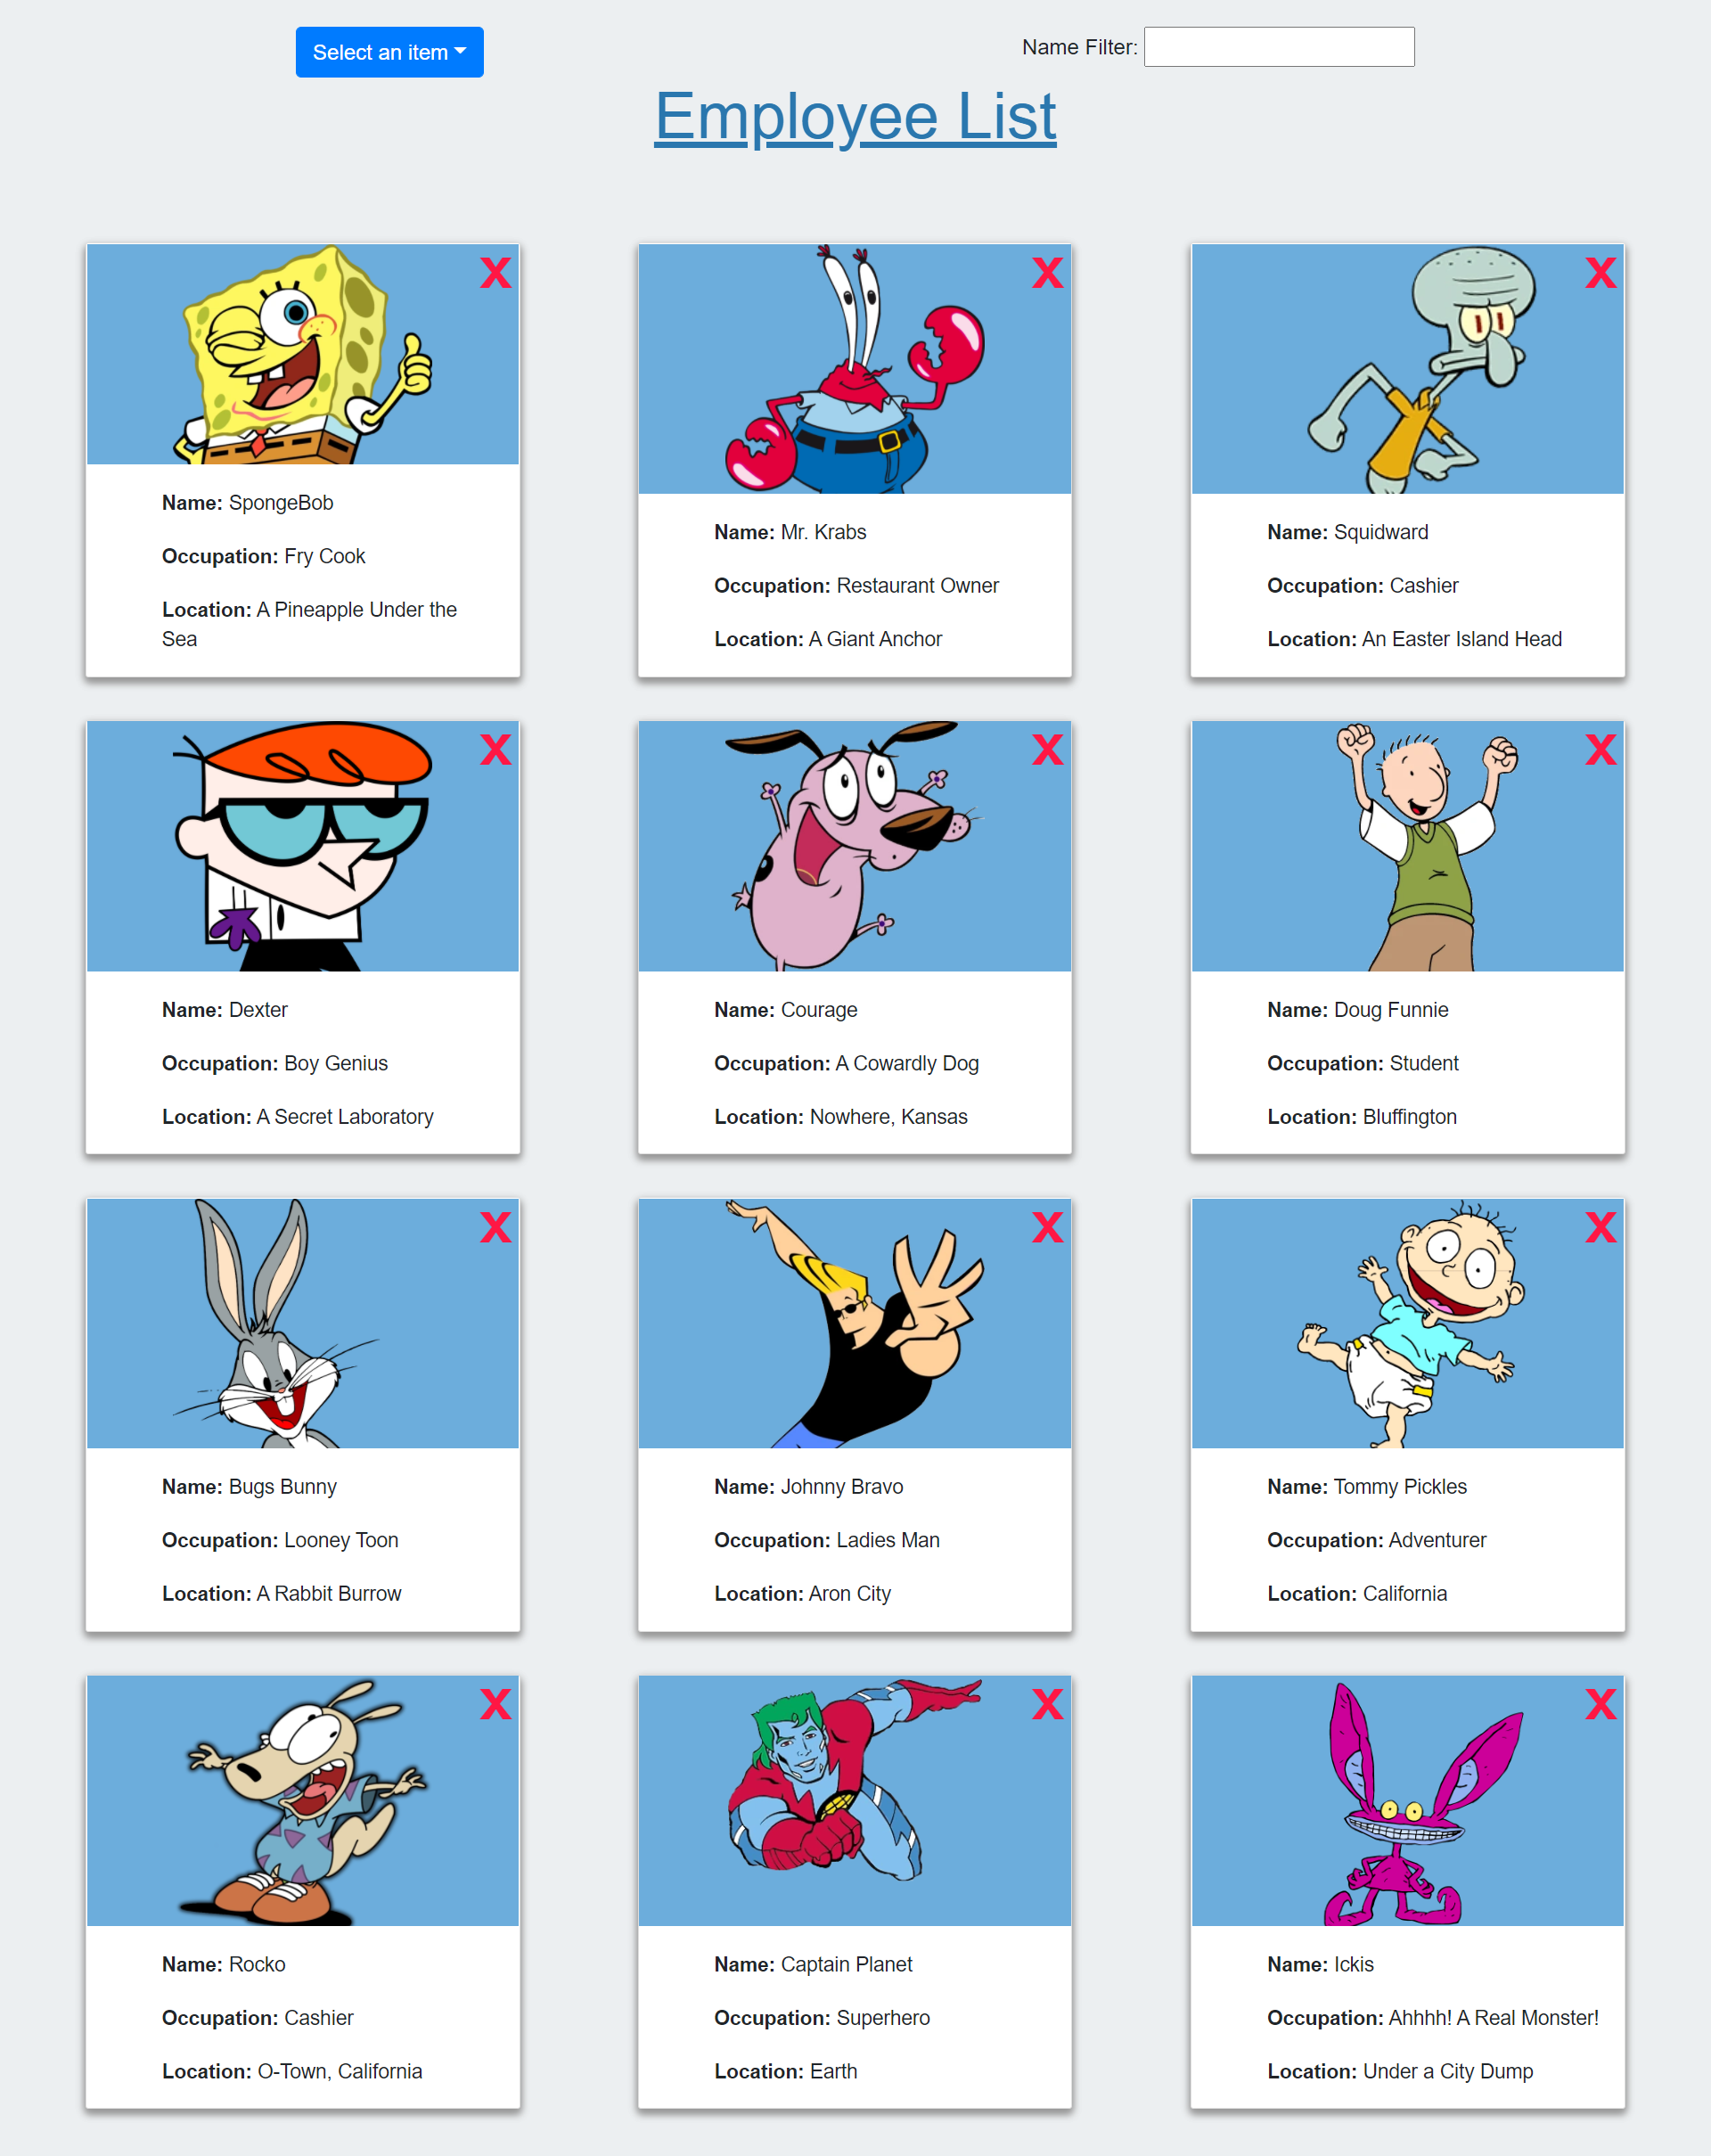 Select an item
Name Filter:
Employee List
X
Name: SpongeBob
Occupation: Fry Cook
Location: A Pineapple Under the
Sea
X
Name: Mr. Krabs
Occupation: Restaurant Owner
Location: A Giant Anchor
X
Name: Squidward
Occupation: Cashier
Location: An Easter Island Head
X
Name: Dexter
Occupation: Boy Genius
Location: A Secret Laboratory
X
Name: Courage
Occupation: A Cowardly Dog
Location: Nowhere, Kansas
X
Name: Doug Funnie
Occupation: Student
Location: Bluffington
X
Name: Bugs Bunny
Occupation: Looney Toon
Location: A Rabbit Burrow
X
Name: Johnny Bravo
Occupation: Ladies Man
Location: Aron City
X
Name: Tommy Pickles
Occupation: Adventurer
Location: California
X
Name: Rocko
Occupation: Cashier
Location: O-Town, California
X
Name: Captain Planet
Occupation: Superhero
Location: Earth
X
Name: Ickis
Occupation: Ahhhh! A Real Monster!
Location: Under a City Dump